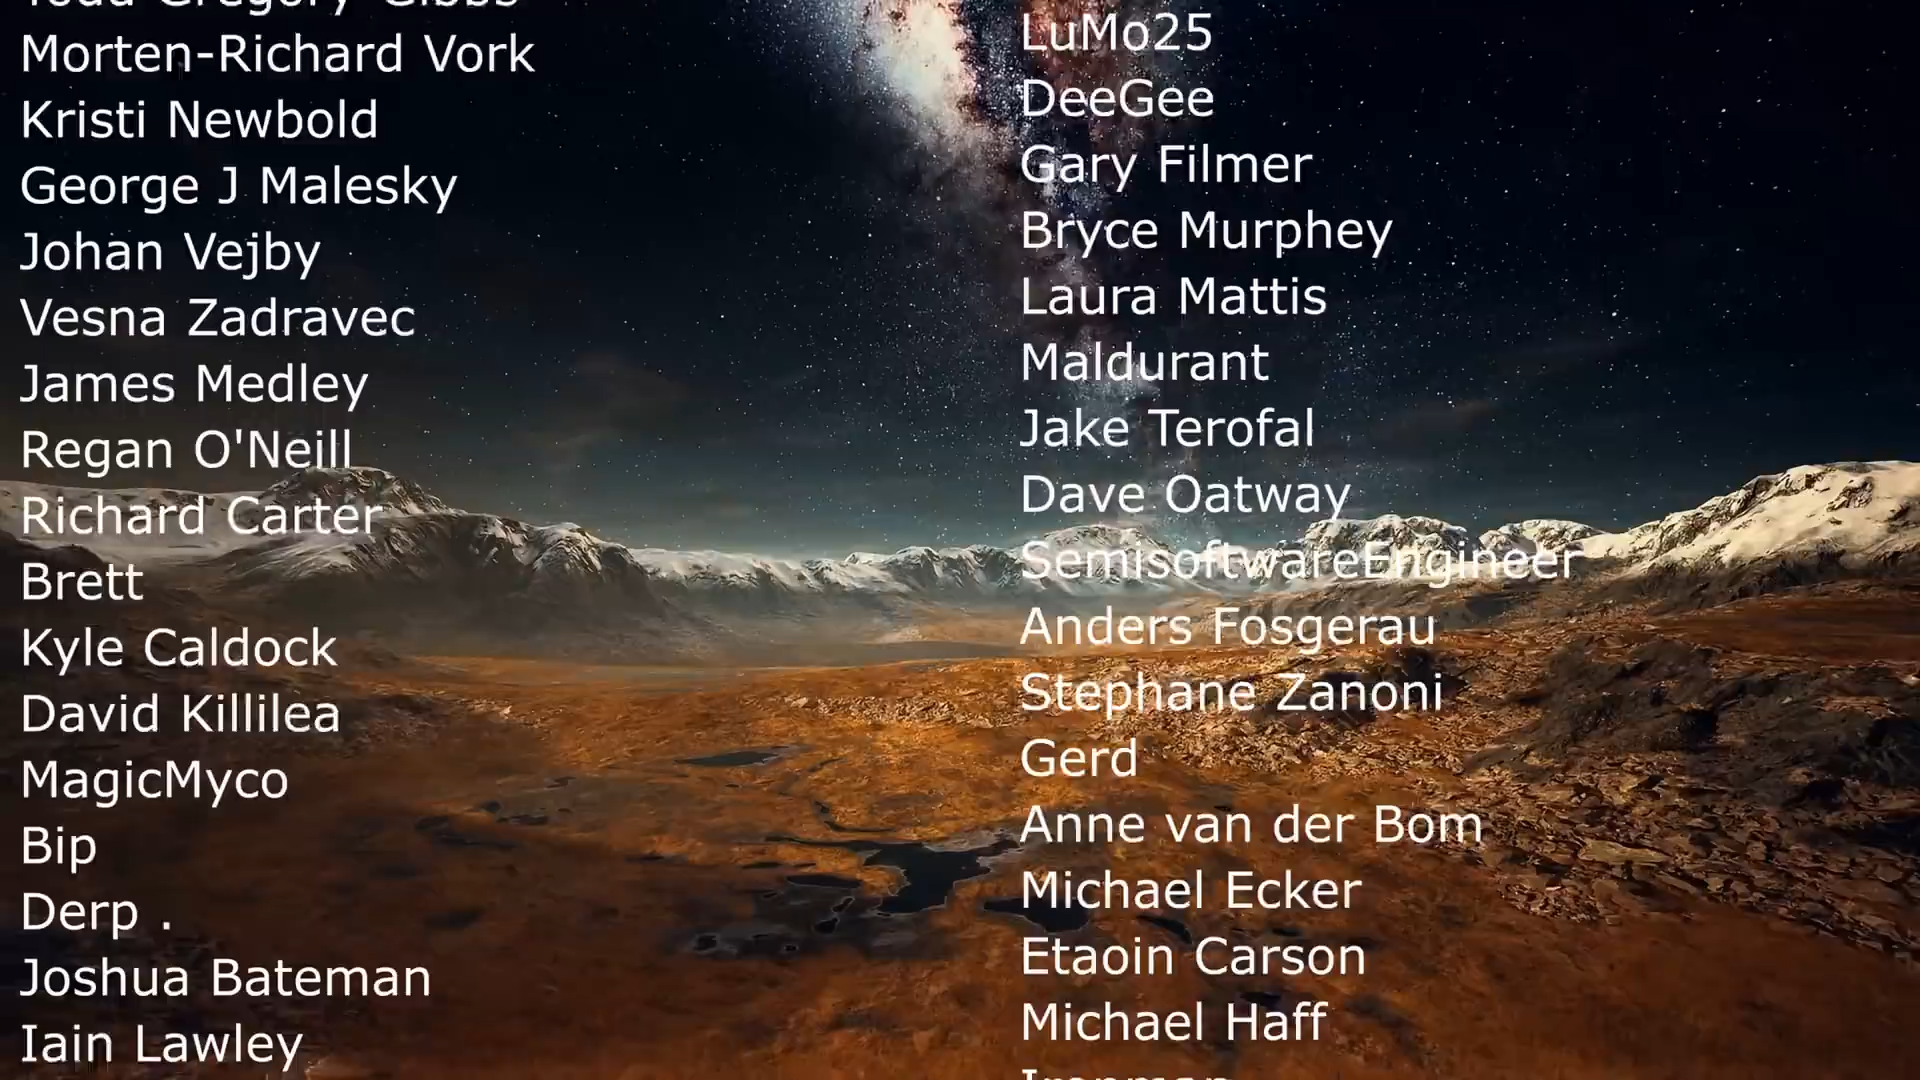 Morten-Richard Vork
Kristi Newbold
George J Malesky
Johan Vejby
Vesna Zadravec
James Medley
Regan O'Neill
Richard Carter
Brett
Kyle Caldock
David Killilea
MagicMyco
Bip
Derp .
Joshua Bateman
Iain Lawley
LuMo25
DeeGee
Gary Filmer
Bryce Murphey
Laura Mattis
Maldurant
Jake Terofal
Dave Oatway
SemisoftwareEngineer
Anders Fosgerau
Stephane Zanoni
Gerd
Anne van der Bom
Michael Ecker
Etaoin Carson
Michael Haff